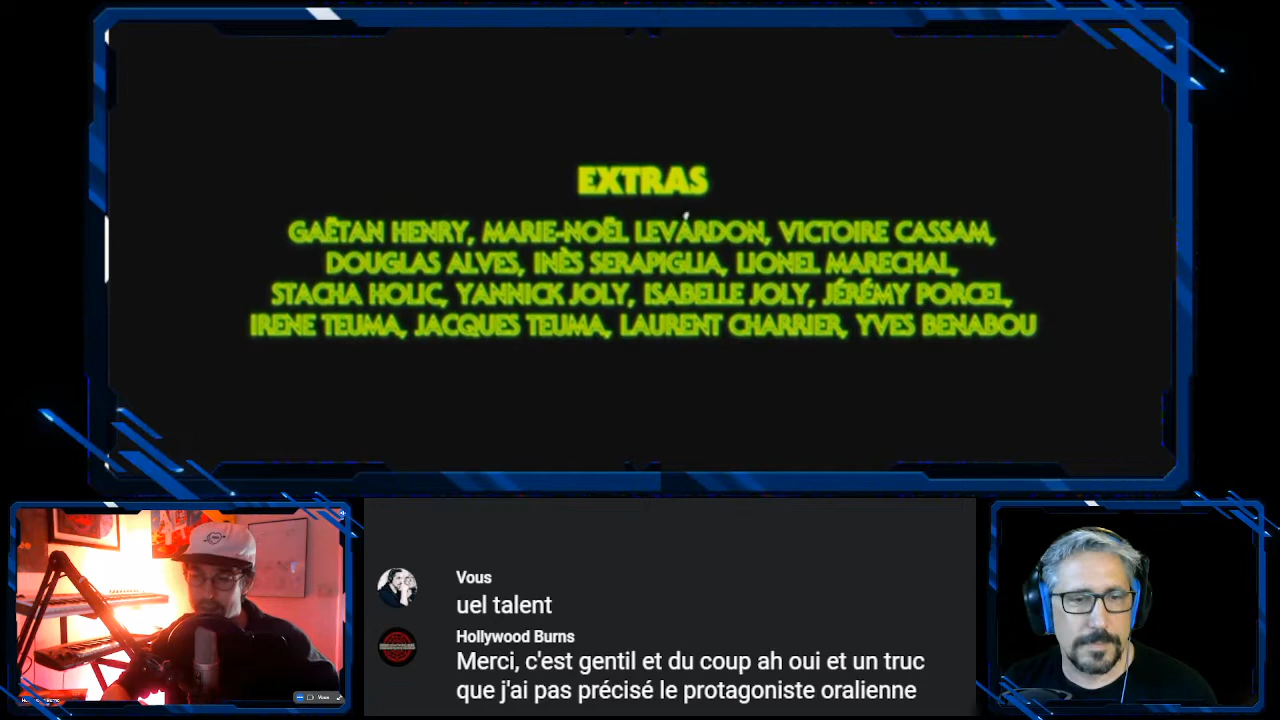 EXTRAS
GAËTAN HENRY, MARIE-NOËL LEVARDON, VICTOIRE CASSAM,
DOUGLAS ALVES, INÈS SERAPIGLIA, LIONEL MARECHAL,
STACHA HOLIC, YANNICK JOLY, ISABELLE JOLY, JÉRÉMY PORCEL,
IRENE TEUMA, JACQUES TEUMA, LAURENT CHARRIER, YVES BENABOU
Vous
uel talent
Hollywood Burns
Merci, c'est gentil et du coup ah oui et un truc
que j'ai pas précisé le protagoniste oralienne
Vous